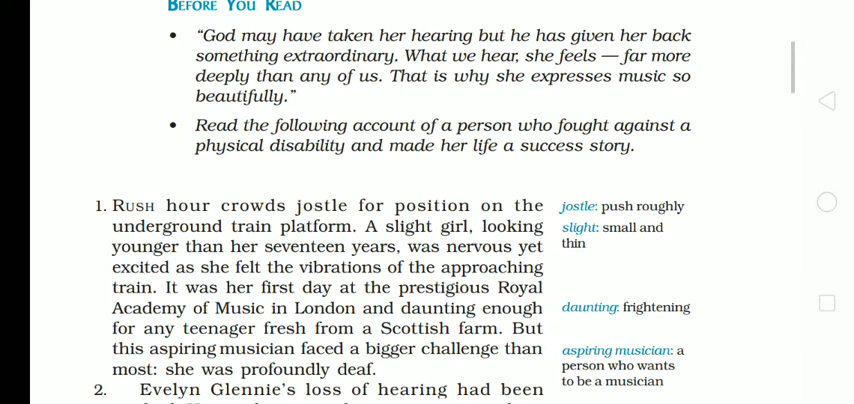 BEFORE YOU READ
• “God may have taken her hearing but he has given her back
something extraordinary. What we hear, she feels — far more
deeply than any of us. That is why she expresses music so
beautifully.”
• Read the following account of a person who fought against a
physical disability and made her life a success story.
1. RUSH hour crowds jostle for position on the
underground train platform. A slight girl, looking
younger than her seventeen years, was nervous yet
excited as she felt the vibrations of the approaching
train. It was her first day at the prestigious Royal
Academy of Music in London and daunting enough
for any teenager fresh from a Scottish farm. But
this aspiring musician faced a bigger challenge than
most: she was profoundly deaf.
2. Evelyn Glennie’s loss of hearing had been
jostle: push roughly
slight: small and
thin
daunting: frightening
aspiring musician: a
person who wants
to be a musician